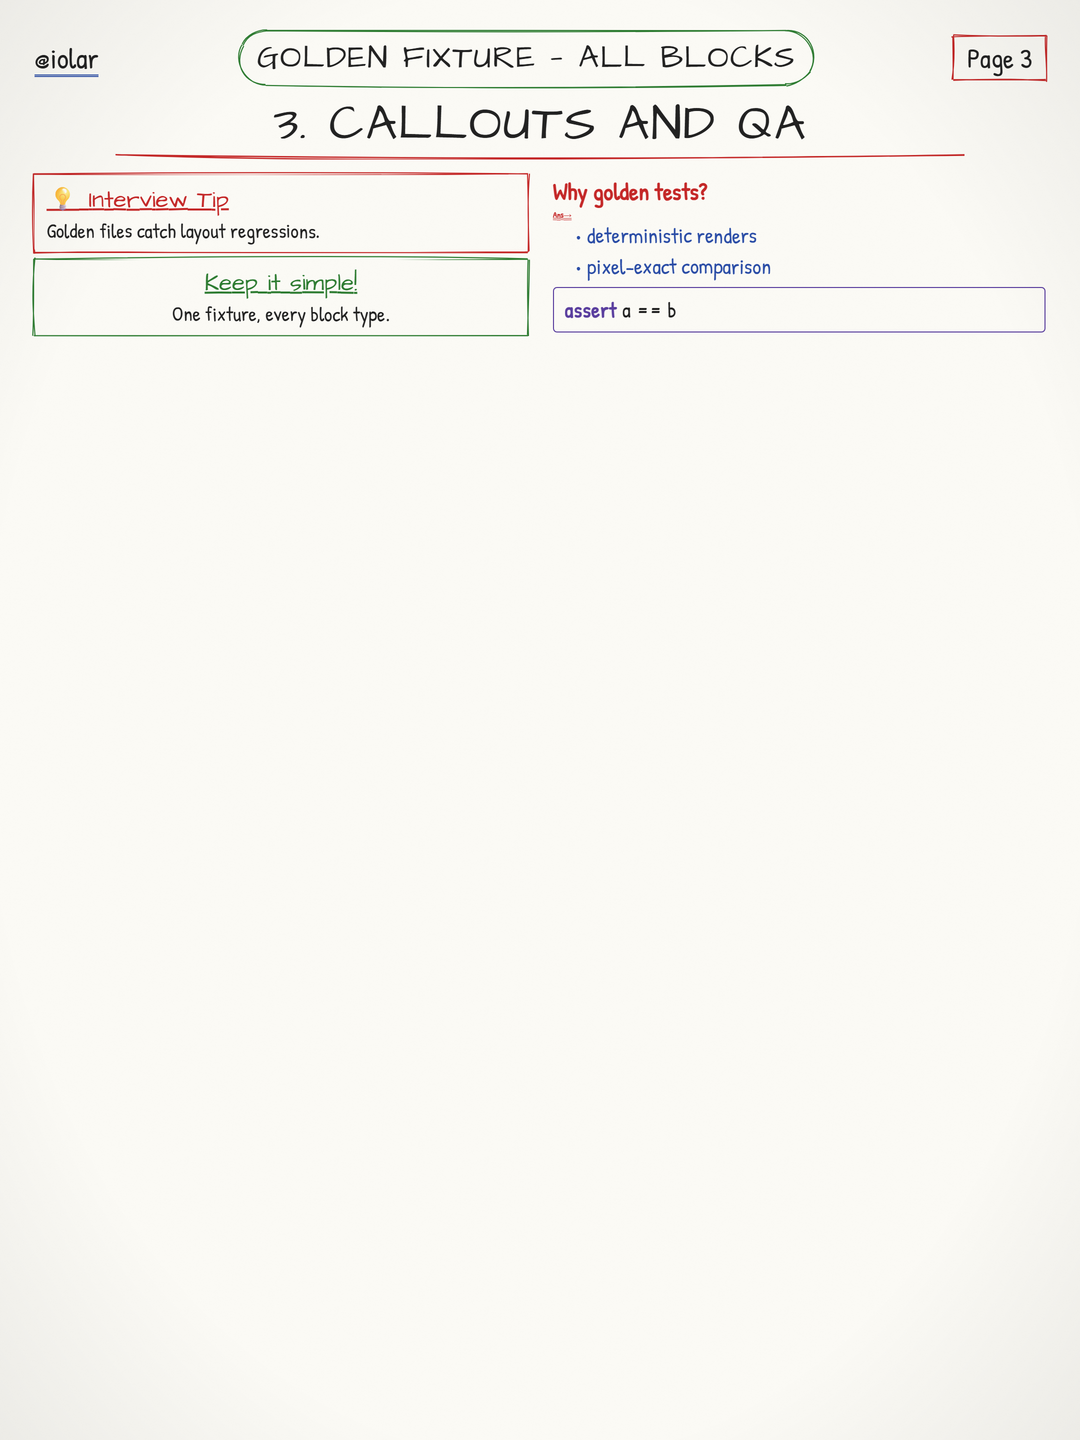 @iolar
GOLDEN FIXTURE - ALL BLOCKS
Page 3
3. CALLOUTS AND QA
💡 Interview Tip
Golden files catch layout regressions.
Keep it simple!
One fixture, every block type.
Why golden tests?
Ans→
• deterministic renders
• pixel-exact comparison
assert a == b